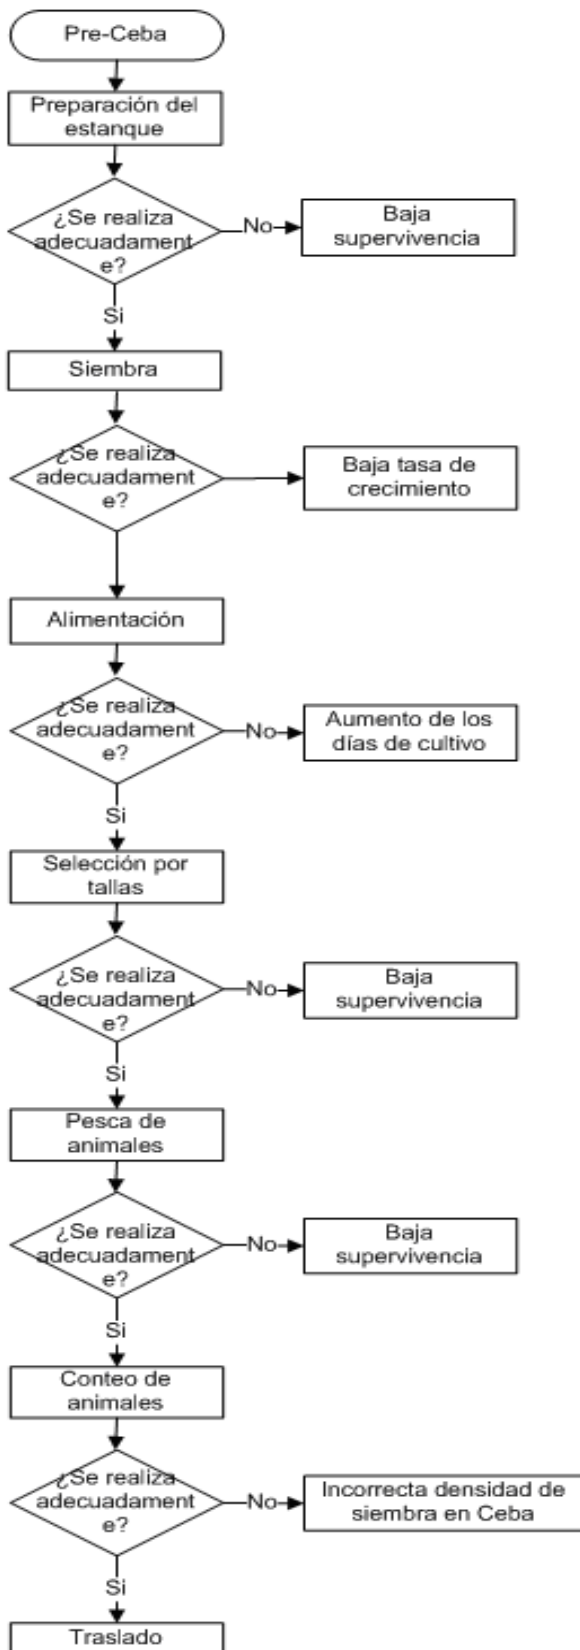 Pre-Ceba
Preparación del
estanque
¿Se realiza
adecuadament
e?
No
Baja
supervivencia
Si
Siembra
¿Se realiza
adecuadament
e?
Baja tasa de
crecimiento
Alimentación
¿Se realiza
adecuadament
e?
No
Aumento de los
días de cultivo
Si
Selección por
tallas
¿Se realiza
adecuadament
e?
No
Baja
supervivencia
Si
Pesca de
animales
¿Se realiza
adecuadament
e?
No
Baja
supervivencia
Si
Conteo de
animales
¿Se realiza
adecuadament
e?
No
Incorrecta densidad de
siembra en Ceba
Si
Traslado